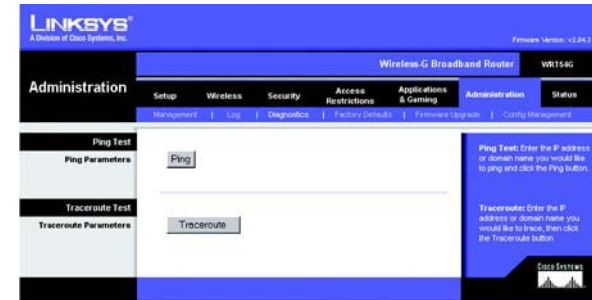 LINKSYS®
A Division of Cisco Systems, Inc.
Firmware Version: v2.04.3
Wireless-G Broadband Router WRT54G
Administration
Setup Wireless Security Access Restrictions Applications & Gaming Administration Status
Management | Log | Diagnostics | Factory Defaults | Firmware Upgrade | Config Management
Ping Test
Ping Parameters
Ping
Ping Test: Enter the IP address
or domain name you would like
to ping and click the Ping button.
Traceroute Test
Traceroute Parameters
Traceroute
Traceroute: Enter the IP
address or domain name you
would like to trace, then click
the Traceroute button
CISCO SYSTEMS